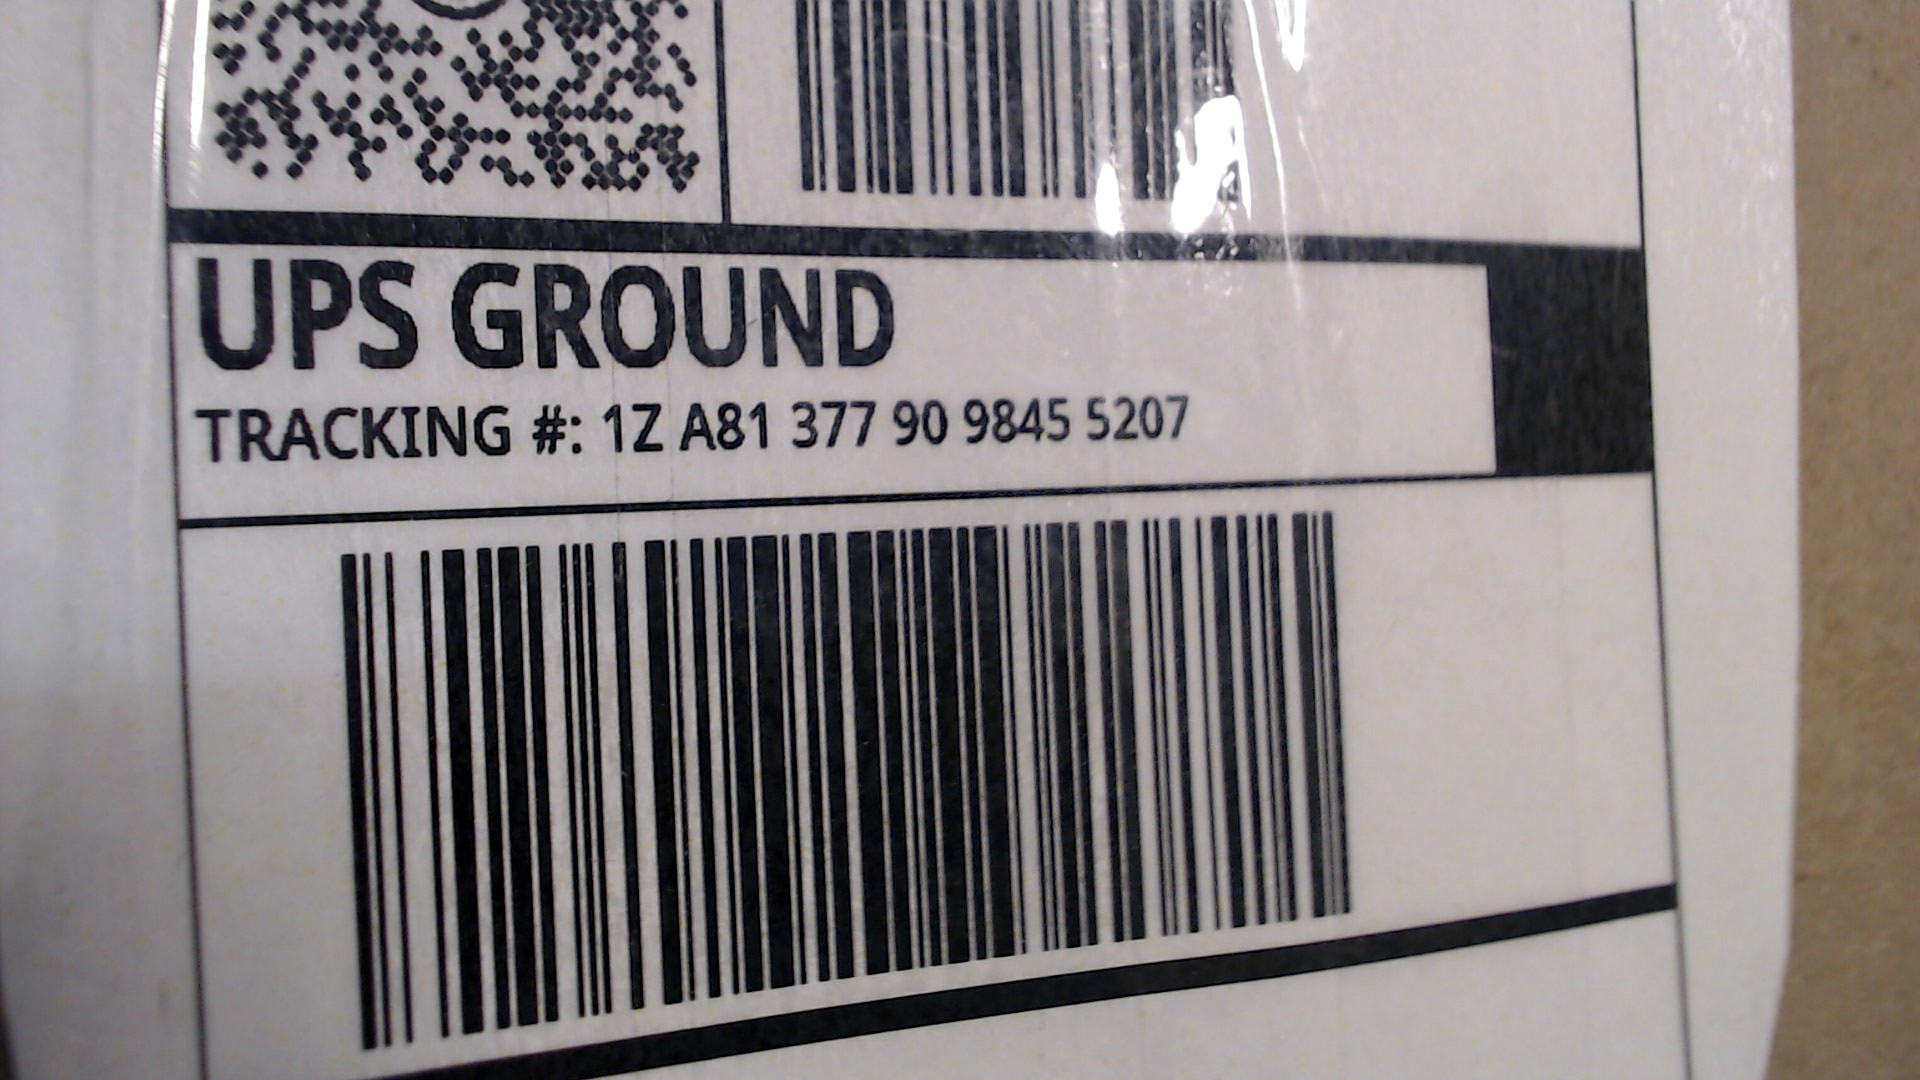 UPS GROUND
TRACKING #: 1Z A81 377 90 9845 5207